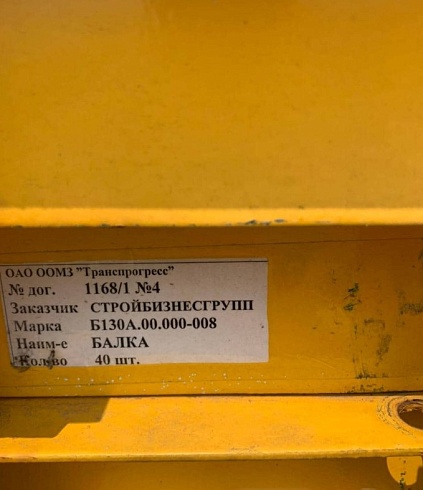 ОАО ООМЗ "Транспрогресс"
№ дог. 1168/1 №4
Заказчик СТРОЙБИЗНЕСГРУПП
Марка Б130А.00.000-008
Наим-е БАЛКА
Кол-во 40 шт.